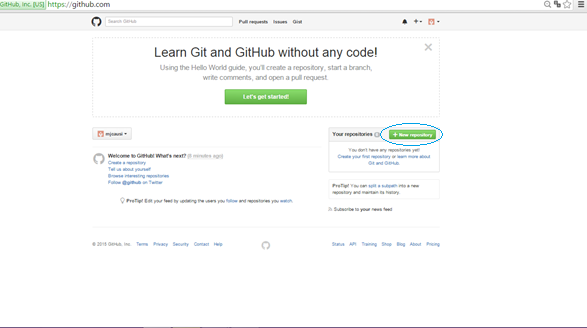 GitHub, Inc. [US] https://github.com
Search GitHub
Pull requests Issues Gist
Learn Git and GitHub without any code!
Using the Hello World guide, you'll create a repository, start a branch,
write comments, and open a pull request.
Let's get started!
Your repositories
New repository
You don't have any repositories yet!
Create your first repository or learn more about
Git and GitHub.
Welcome to GitHub! What's next?
Create a repository
Tell us about yourself
Browse interesting repositories
Follow @github on Twitter
ProTip! Edit your feed by updating the users you follow and repositories you watch.
ProTip! You can split a subpath into a new
repository and maintain its history.
Subscribe to your news feed
GitHub, Inc. Terms Privacy Security Contact Help
Status API Training Shop Blog About Pricing